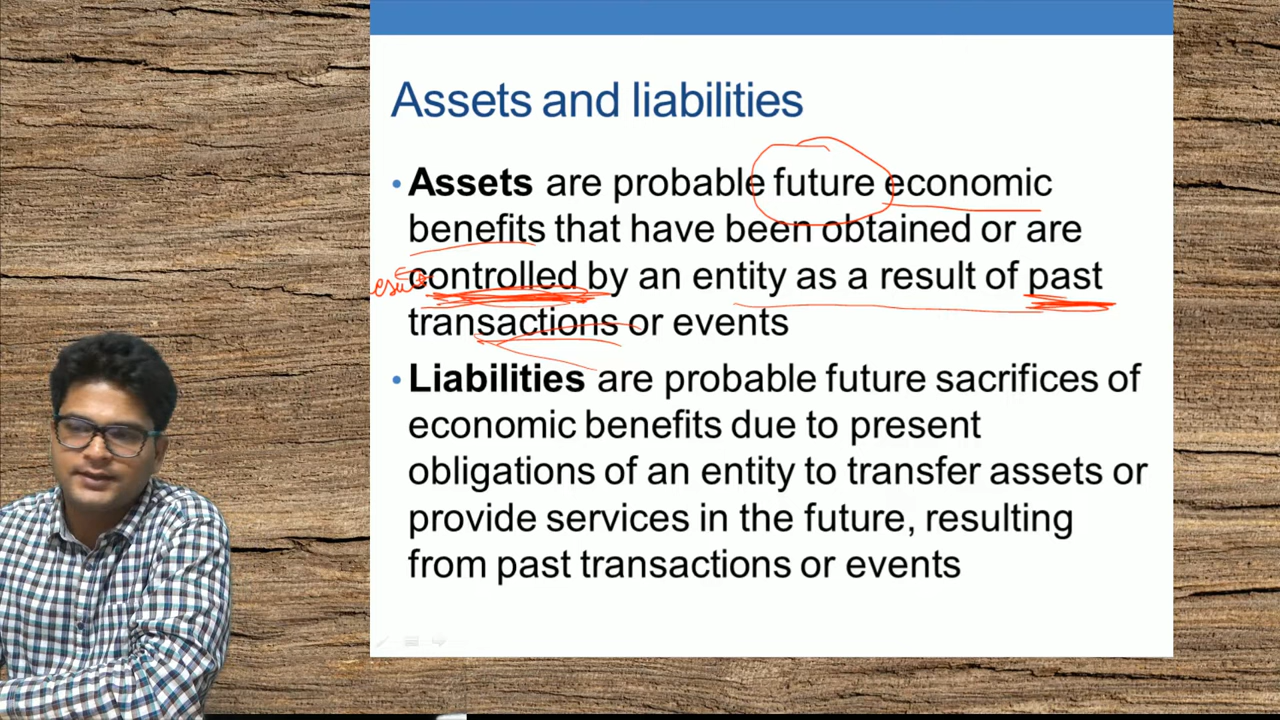 Assets and liabilities
• Assets are probable future economic
benefits that have been obtained or are
controlled by an entity as a result of past
transactions or events
• Liabilities are probable future sacrifices of
economic benefits due to present
obligations of an entity to transfer assets or
provide services in the future, resulting
from past transactions or events